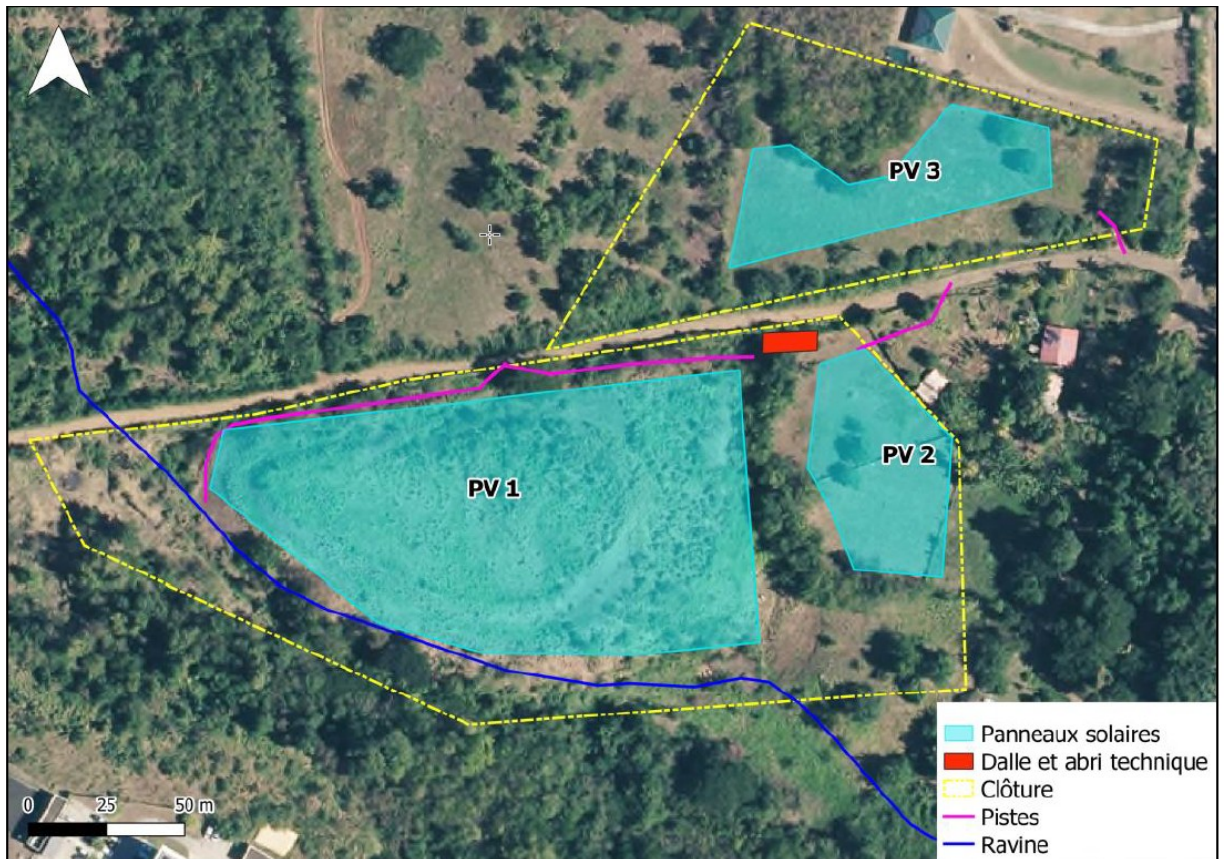 PV 3
PV 2
PV 1
Panneaux solaires
Dalle et abri technique
Clôture
Pistes
Ravine
0 25 50 m